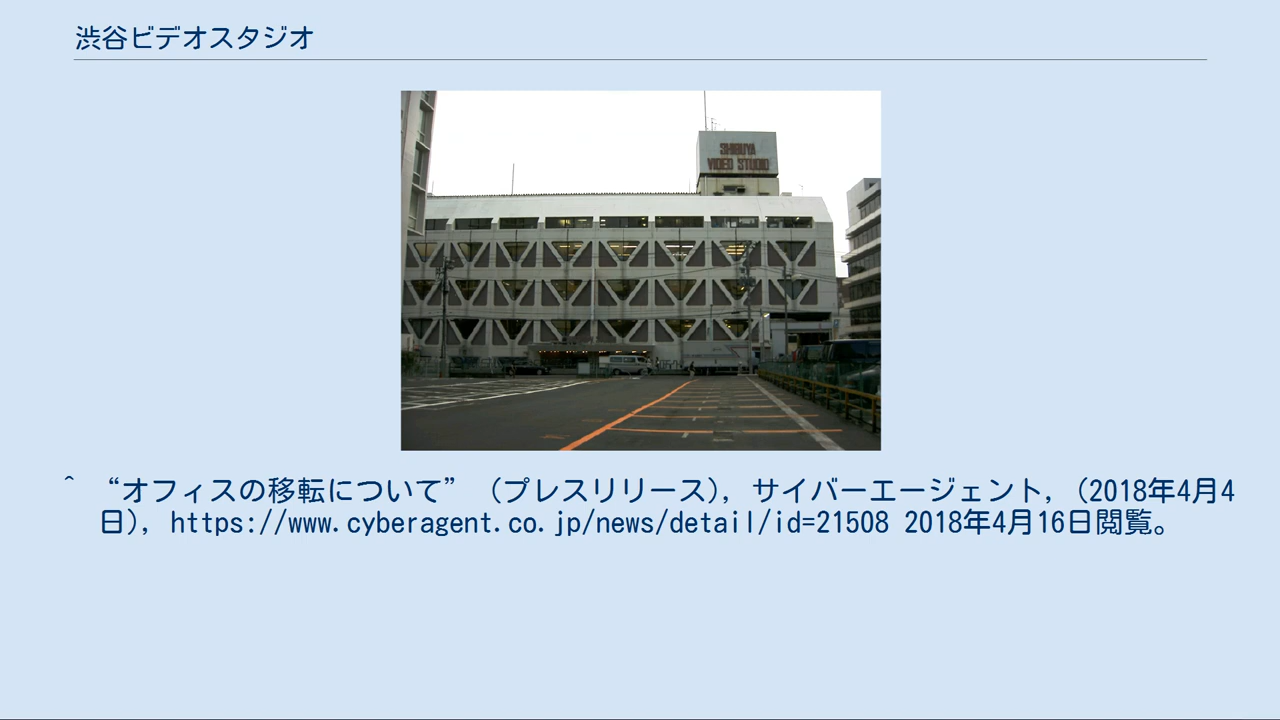 渋谷ビデオスタジオ
SHIBUYA
VIDEO STUDIO
^ “オフィスの移転について” (プレスリリース), サイバーエージェント, (2018年4月4
日), https://www.cyberagent.co.jp/news/detail/id=21508 2018年4月16日閲覧。